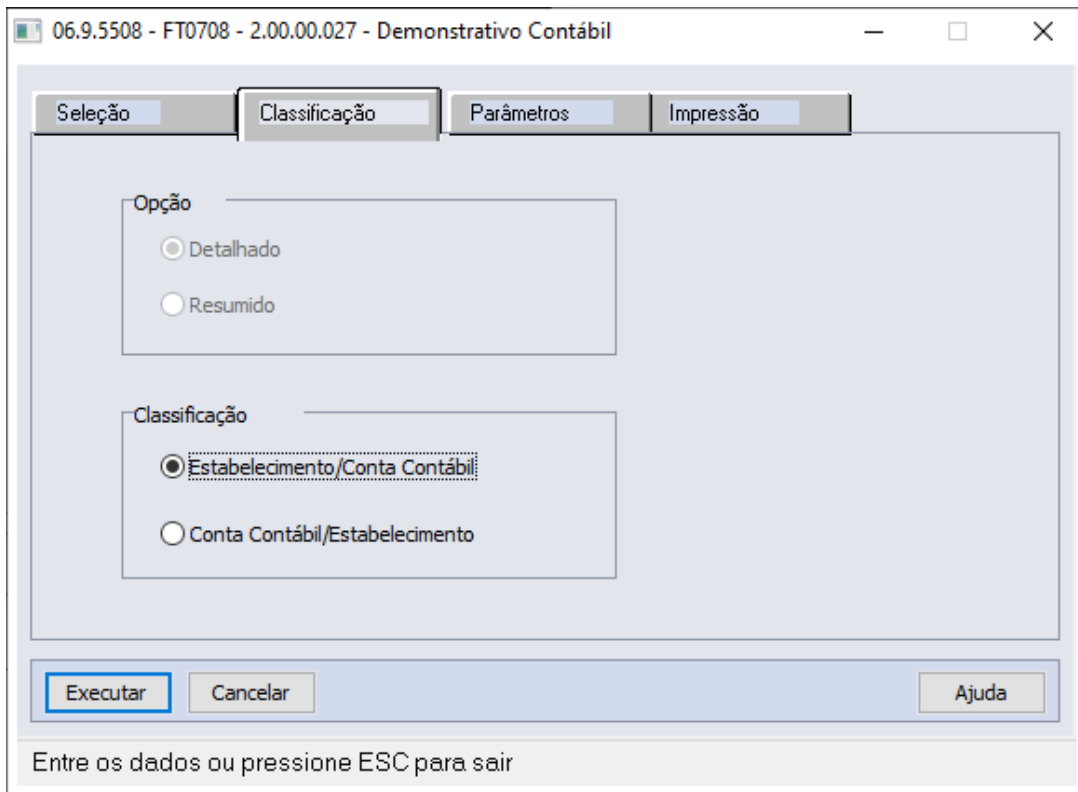 06.9.5508 - FT0708 - 2.00.00.027 - Demonstrativo Contábil
Seleção Classificação Parâmetros Impressão
Opção
Detalhado
Resumido
Classificação
Estabelecimento/Conta Contábil
Conta Contábil/Estabelecimento
Executar Cancelar Ajuda
Entre os dados ou pressione ESC para sair